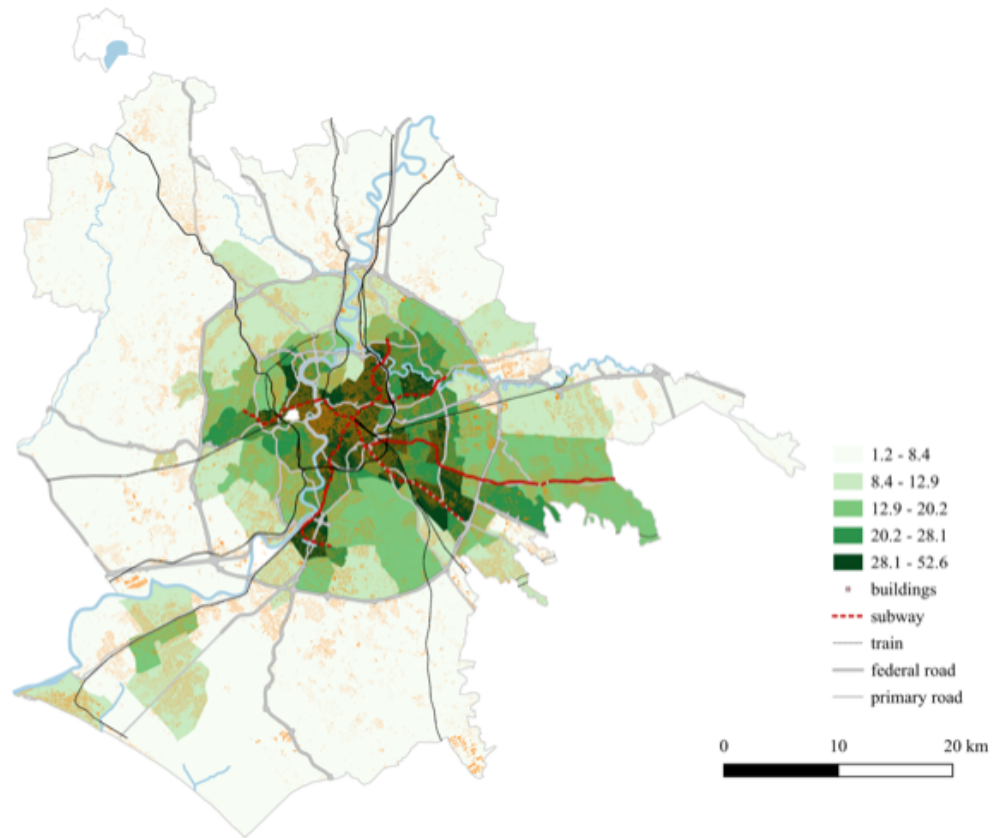 1.2 - 8.4
8.4 - 12.9
12.9 - 20.2
20.2 - 28.1
28.1 - 52.6
buildings
subway
train
federal road
primary road
0 10 20 km